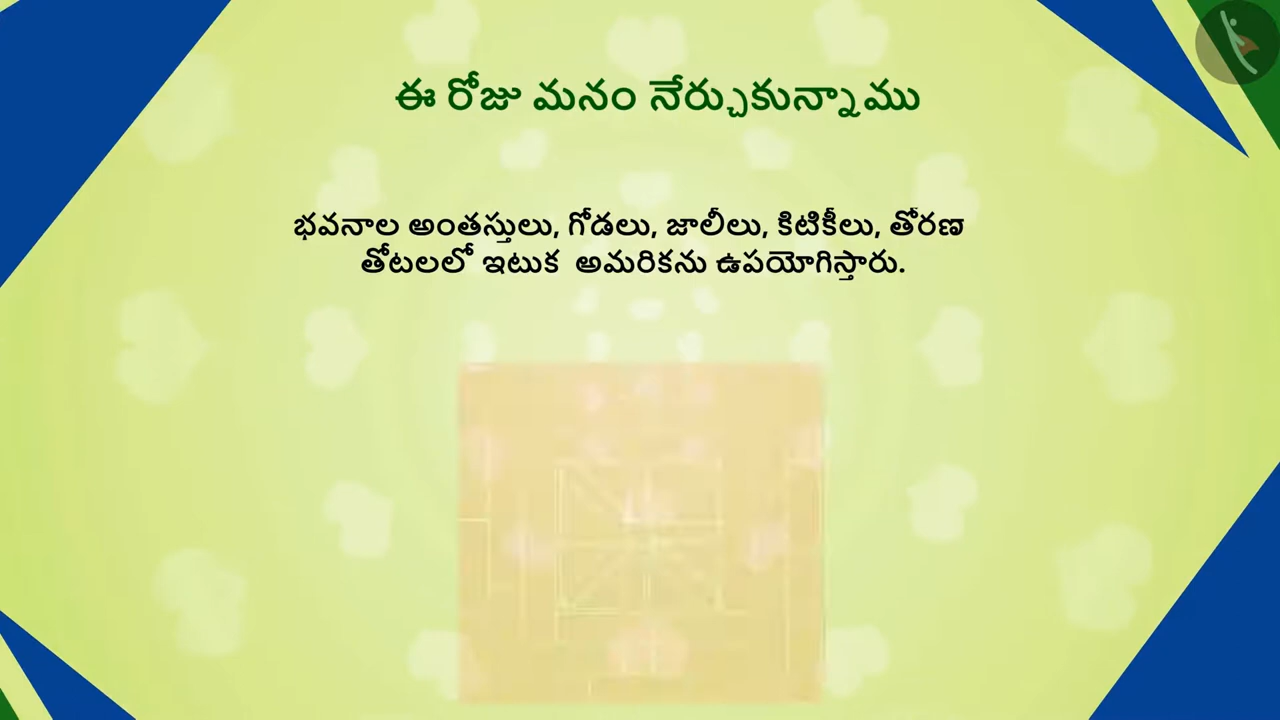 ఈ రోజు మనం నేర్చుకున్నాము
భవనాల అంతస్తులు, గోడలు, జాలీలు, కిటికీలు, తోరణ
తోటలలో ఇటుక అమరికను ఉపయోగిస్తారు.